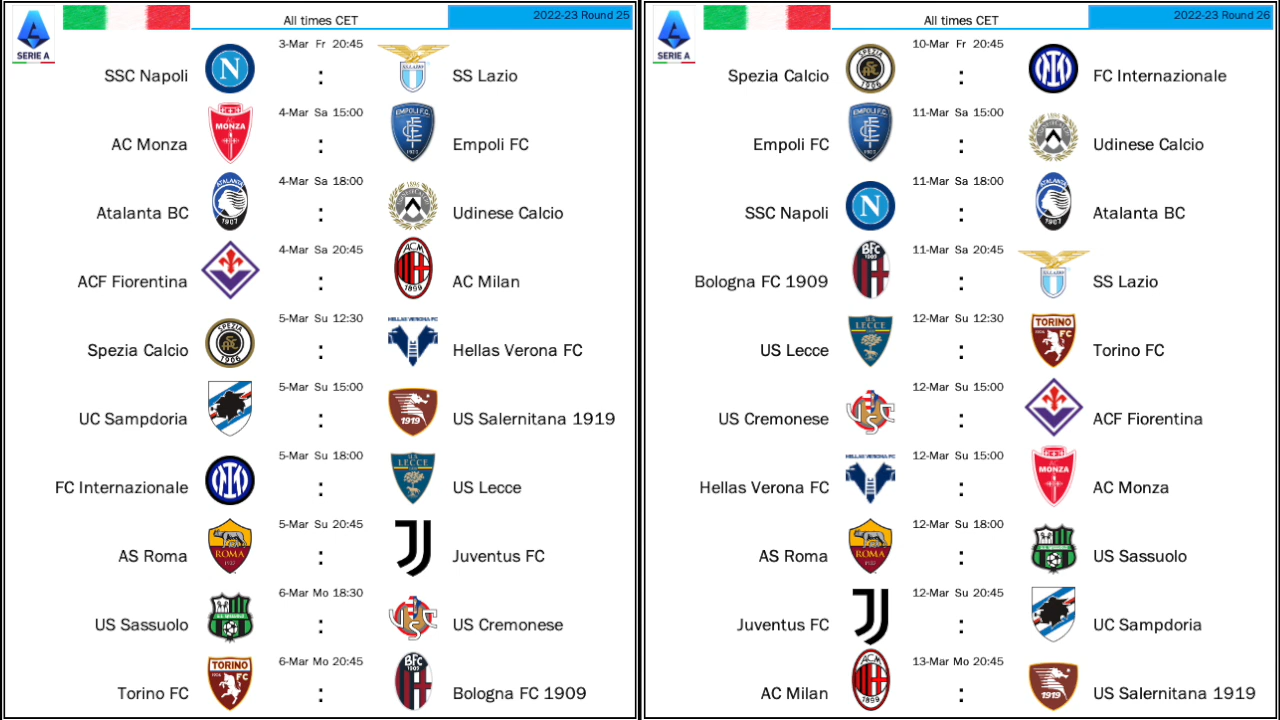 All times CET
2022-23 Round 25
SERIE A
3-Mar Fr 20:45
SSC Napoli : SS Lazio
4-Mar Sa 15:00
AC Monza : Empoli FC
4-Mar Sa 18:00
Atalanta BC : Udinese Calcio
4-Mar Sa 20:45
ACF Fiorentina : AC Milan
5-Mar Su 12:30
Spezia Calcio : Hellas Verona FC
5-Mar Su 15:00
UC Sampdoria : US Salernitana 1919
5-Mar Su 18:00
FC Internazionale : US Lecce
5-Mar Su 20:45
AS Roma : Juventus FC
6-Mar Mo 18:30
US Sassuolo : US Cremonese
6-Mar Mo 20:45
Torino FC : Bologna FC 1909
All times CET
2022-23 Round 26
SERIE A
10-Mar Fr 20:45
Spezia Calcio : FC Internazionale
11-Mar Sa 15:00
Empoli FC : Udinese Calcio
11-Mar Sa 18:00
SSC Napoli : Atalanta BC
11-Mar Sa 20:45
Bologna FC 1909 : SS Lazio
12-Mar Su 12:30
US Lecce : Torino FC
12-Mar Su 15:00
US Cremonese : ACF Fiorentina
12-Mar Su 15:00
Hellas Verona FC : AC Monza
12-Mar Su 18:00
AS Roma : US Sassuolo
12-Mar Su 20:45
Juventus FC : UC Sampdoria
13-Mar Mo 20:45
AC Milan : US Salernitana 1919